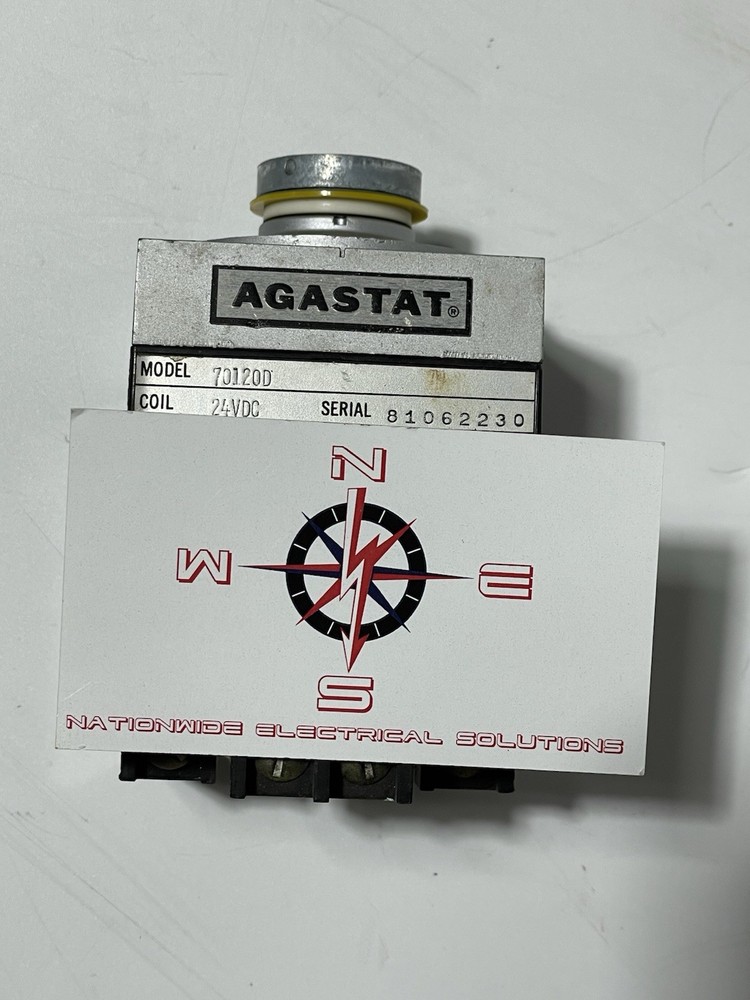 AGASTAT®
MODEL 7012OD
COIL 24VDC SERIAL 81062230
N
W E
S
NATIONWIDE ELECTRICAL SOLUTIONS